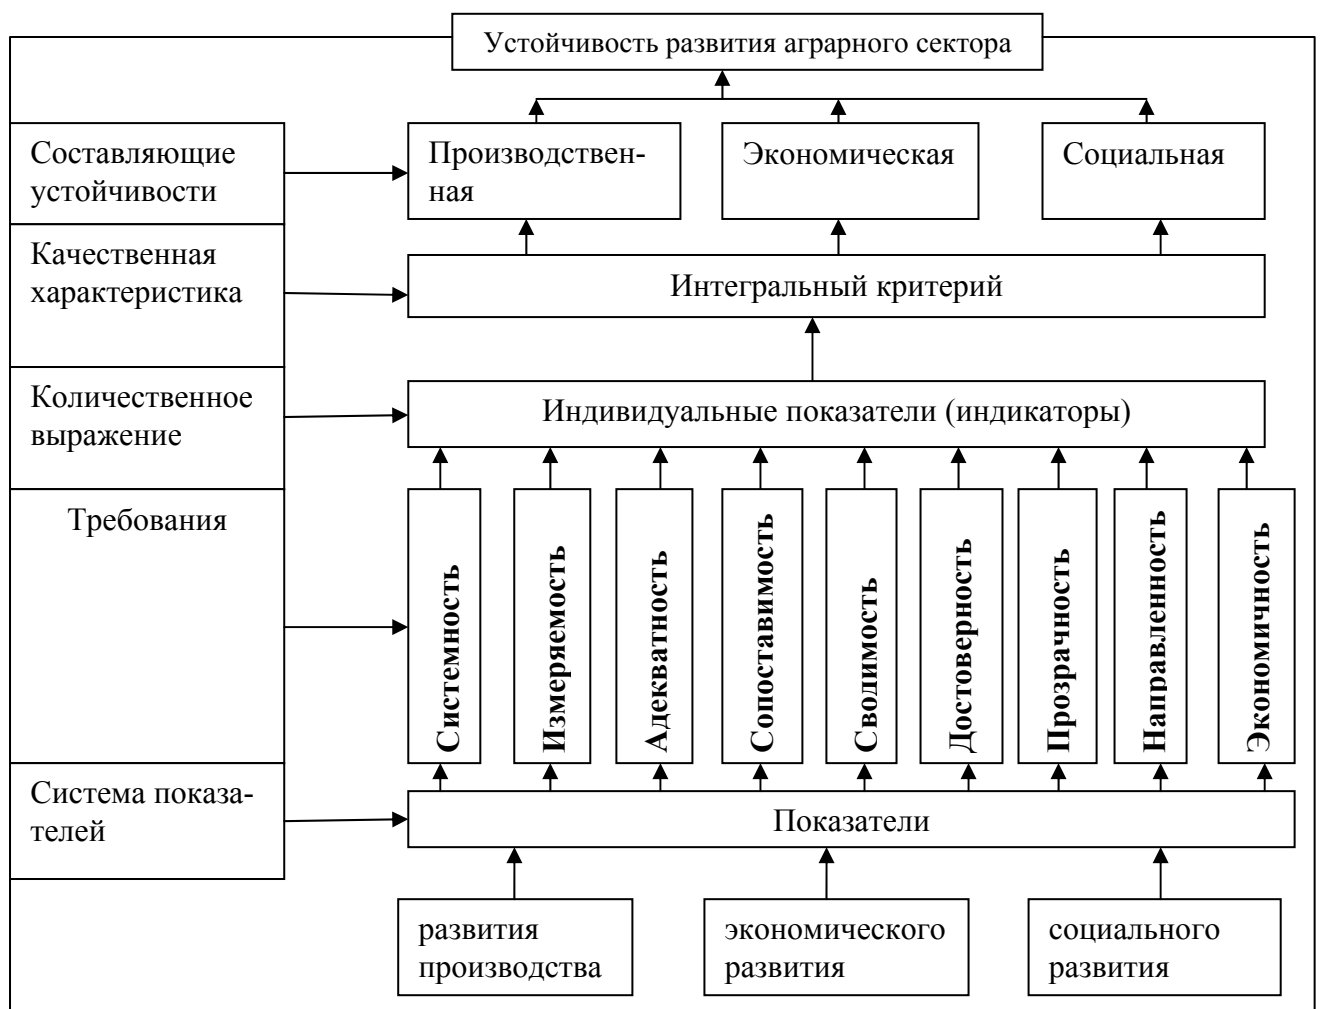 Устойчивость развития аграрного сектора
Составляющие
устойчивости
Производствен-
ная
Экономическая
Социальная
Качественная
характеристика
Интегральный критерий
Количественное
выражение
Индивидуальные показатели (индикаторы)
Требования
Системность
Измеряемость
Адекватность
Сопоставимость
Сводимость
Достоверность
Прозрачность
Направленность
Экономичность
Система показа-
телей
Показатели
развития
производства
экономического
развития
социального
развития